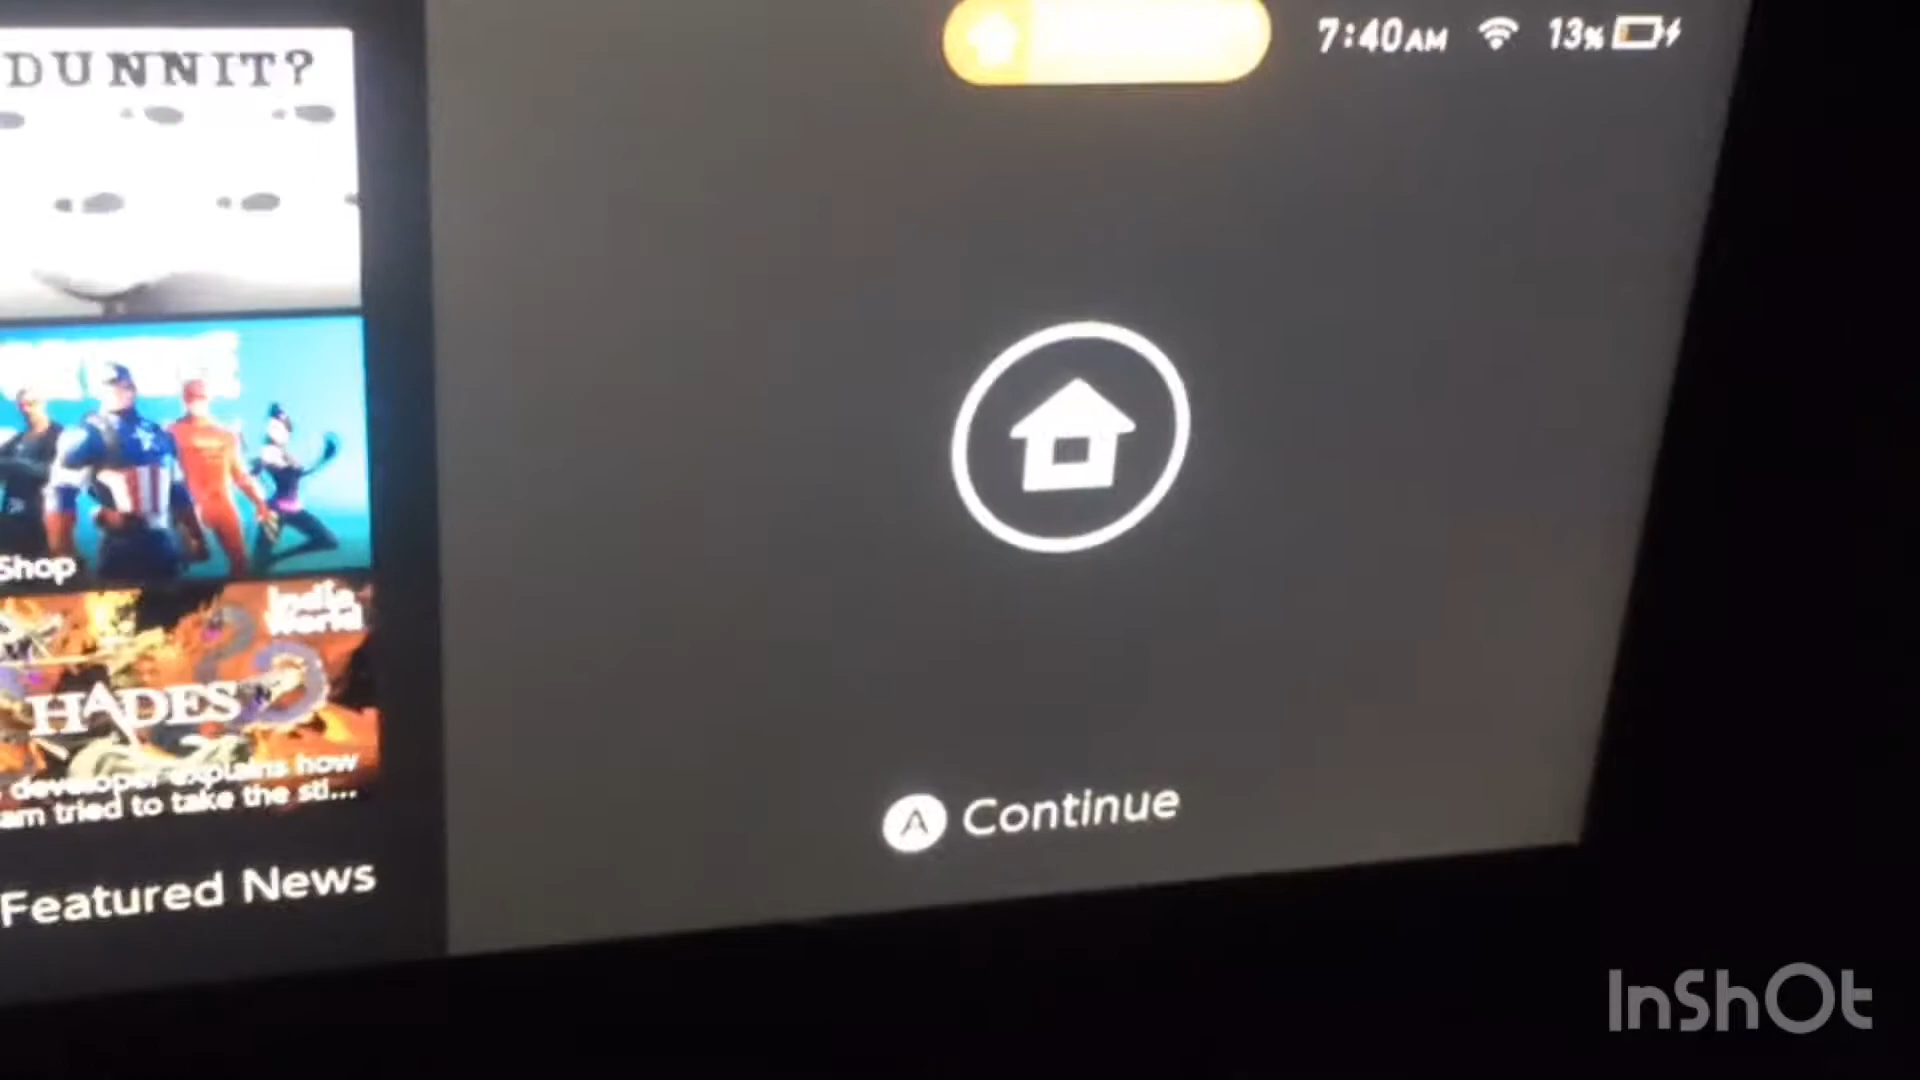 DUNNIT?
7:40AM 13%
Shop
Indie
World
HADES
developer explains how
am tried to take the sti...
Featured News
A Continue
InShOt